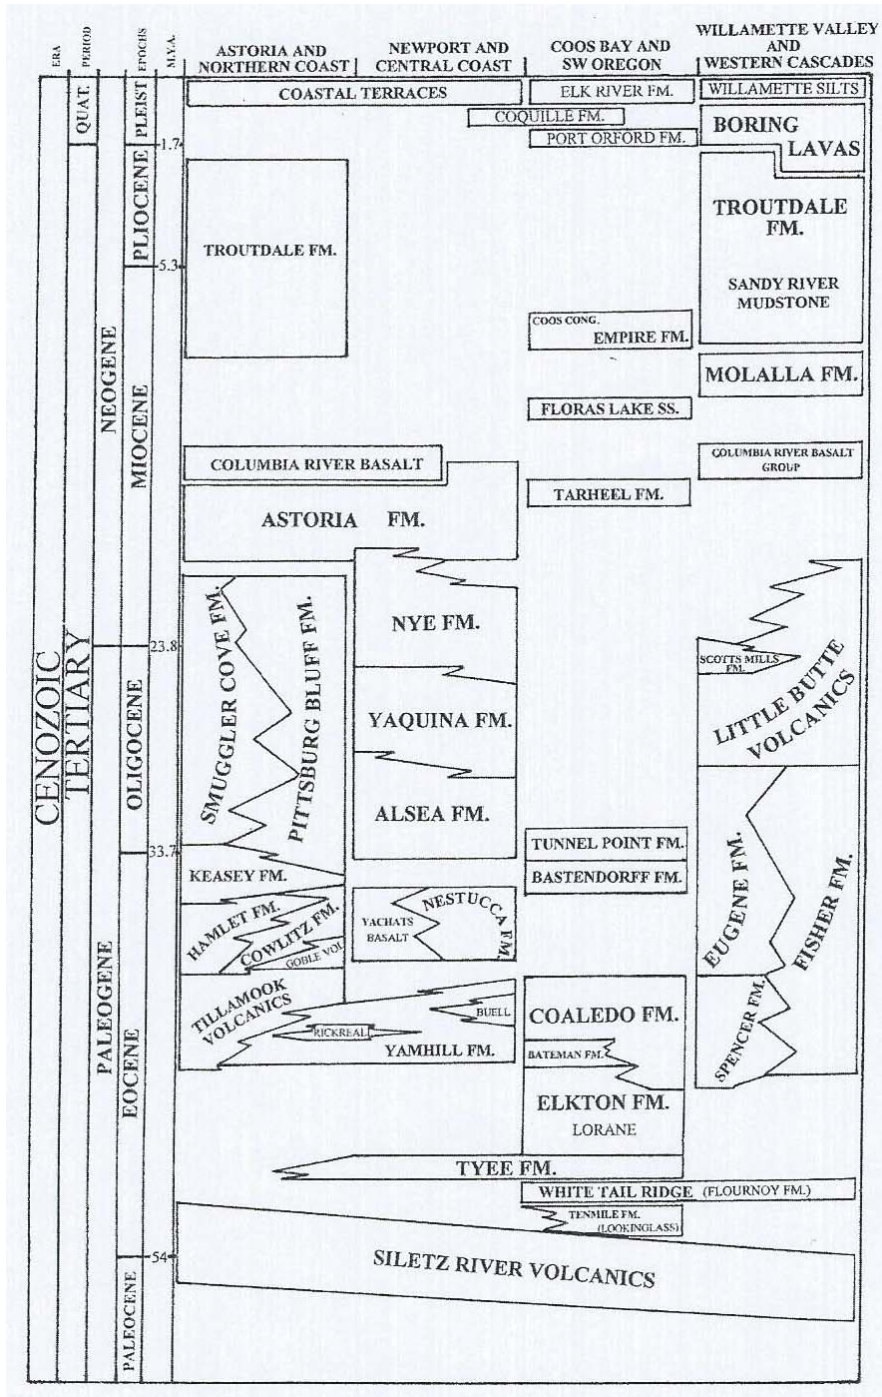 ERA
PERIOD
EPOCHS
M.Y.A.
ASTORIA AND
NORTHERN COAST
NEWPORT AND
CENTRAL COAST
COOS BAY AND
SW OREGON
WILLAMETTE VALLEY
AND
WESTERN CASCADES
CENOZOIC
TERTIARY
QUAT.
NEOGENE
PALEOGENE
PLEIST
PLIOCENE
MIOCENE
OLIGOCENE
EOCENE
PALEOCENE
1.7
5.3
23.8
33.7
54
COASTAL TERRACES
ELK RIVER FM.
WILLAMETTE SILTS
COQUILLE FM.
PORT ORFORD FM.
BORING
LAVAS
TROUTDALE FM.
TROUTDALE
FM.
SANDY RIVER
MUDSTONE
COOS CONG.
EMPIRE FM.
MOLALLA FM.
FLORAS LAKE SS.
COLUMBIA RIVER BASALT
COLUMBIA RIVER BASALT
GROUP
TARHEEL FM.
ASTORIA FM.
SMUGGLER COVE FM.
PITTSBURG BLUFF FM.
NYE FM.
SCOTTS MILLS
FM.
LITTLE BUTTE
VOLCANICS
YAQUINA FM.
ALSEA FM.
TUNNEL POINT FM.
BASTENDORFF FM.
KEASEY FM.
HAMLET FM.
COWLITZ FM.
GOBLE VOL
YACHATS
BASALT
NESTUCCA FM.
EUGENE FM.
FISHER FM.
TILLAMOOK
VOLCANICS
RICKREALL
BUELL
YAMHILL FM.
COALEDO FM.
BATEMAN FM.
SPENCER FM.
ELKTON FM.
LORANE
TYEE FM.
WHITE TAIL RIDGE (FLOURNOY FM.)
TENMILE FM.
(LOOKINGLASS)
SILETZ RIVER VOLCANICS